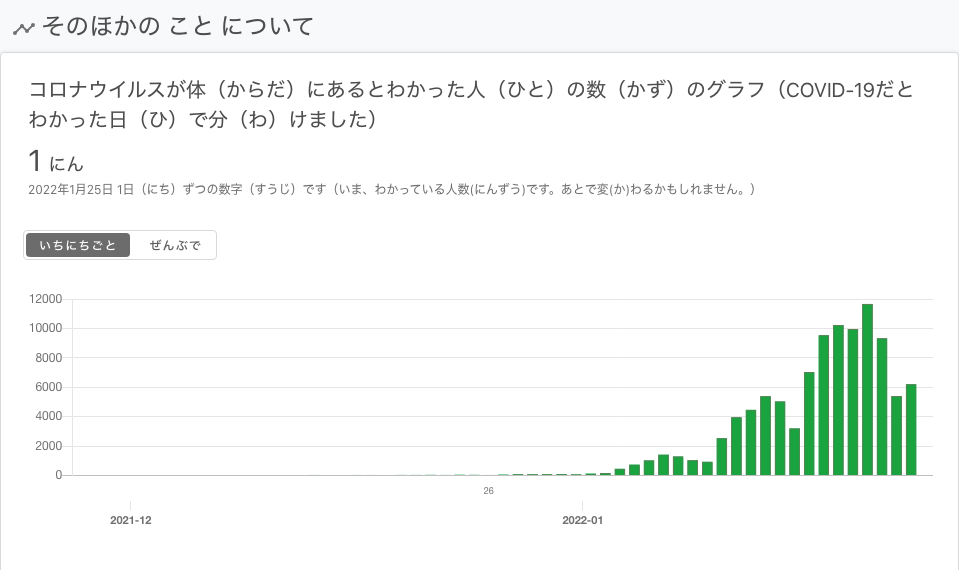 そのほかの こと について
コロナウイルスが体（からだ）にあるとわかった人（ひと）の数（かず）のグラフ（COVID-19だと
わかった日（ひ）で分（わ）けました）
1 にん
2022年1月25日 1日（にち）ずつの数字（すうじ）です（いま、わかっている人数(にんずう)です。あとで変(か)わるかもしれません。）
いちにちごと ぜんぶで
12000
10000
8000
6000
4000
2000
0
26
2021-12 2022-01